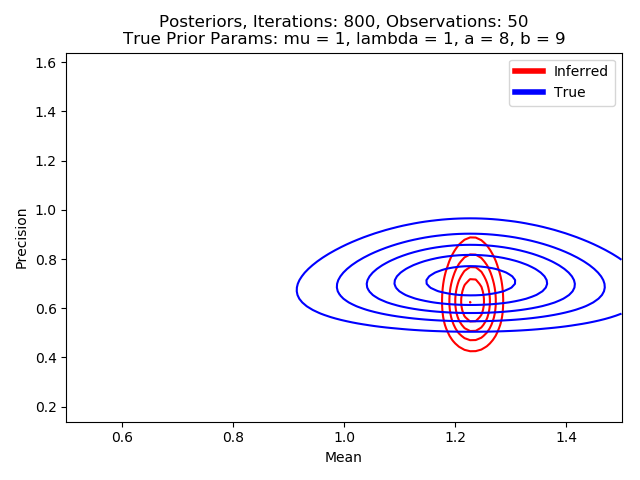 Posteriors, Iterations: 800, Observations: 50
True Prior Params: mu = 1, lambda = 1, a = 8, b = 9
Inferred
True
Precision
1.6
1.4
1.2
1.0
0.8
0.6
0.4
0.2
0.6 0.8 1.0 1.2 1.4
Mean